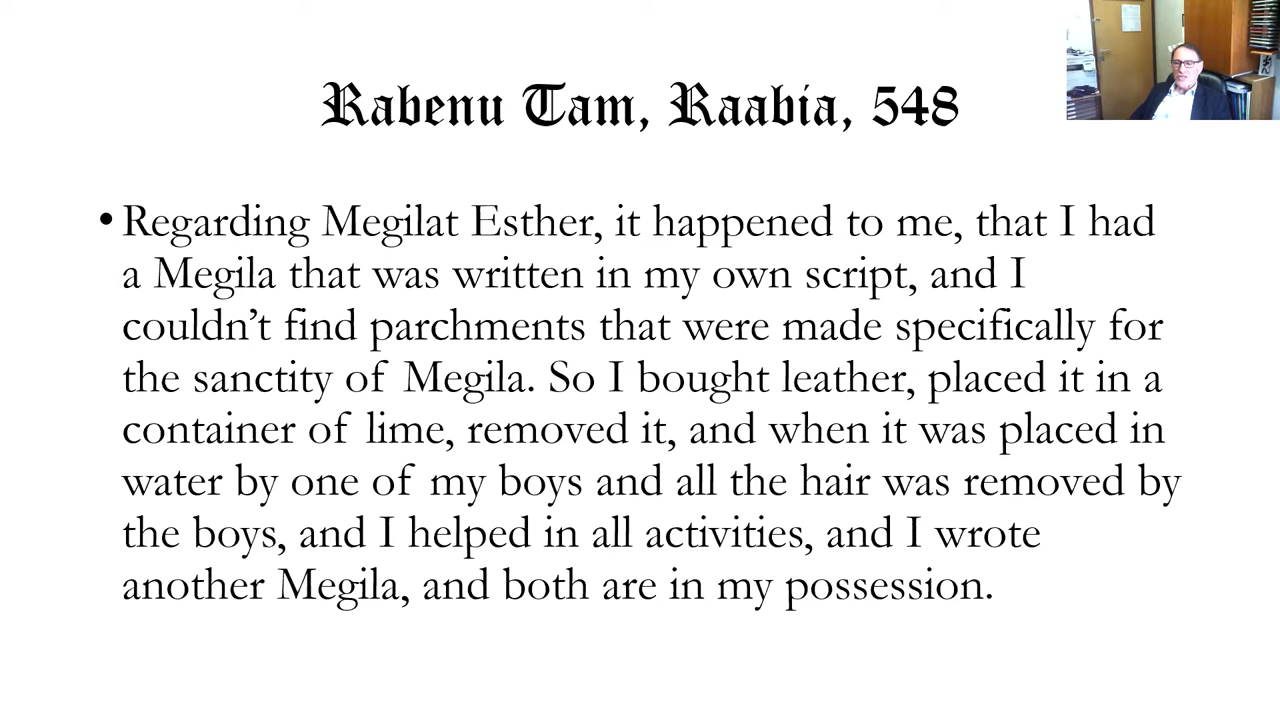 Rabenu Tam, Raabia, 548
• Regarding Megilat Esther, it happened to me, that I had
a Megila that was written in my own script, and I
couldn’t find parchments that were made specifically for
the sanctity of Megila. So I bought leather, placed it in a
container of lime, removed it, and when it was placed in
water by one of my boys and all the hair was removed by
the boys, and I helped in all activities, and I wrote
another Megila, and both are in my possession.